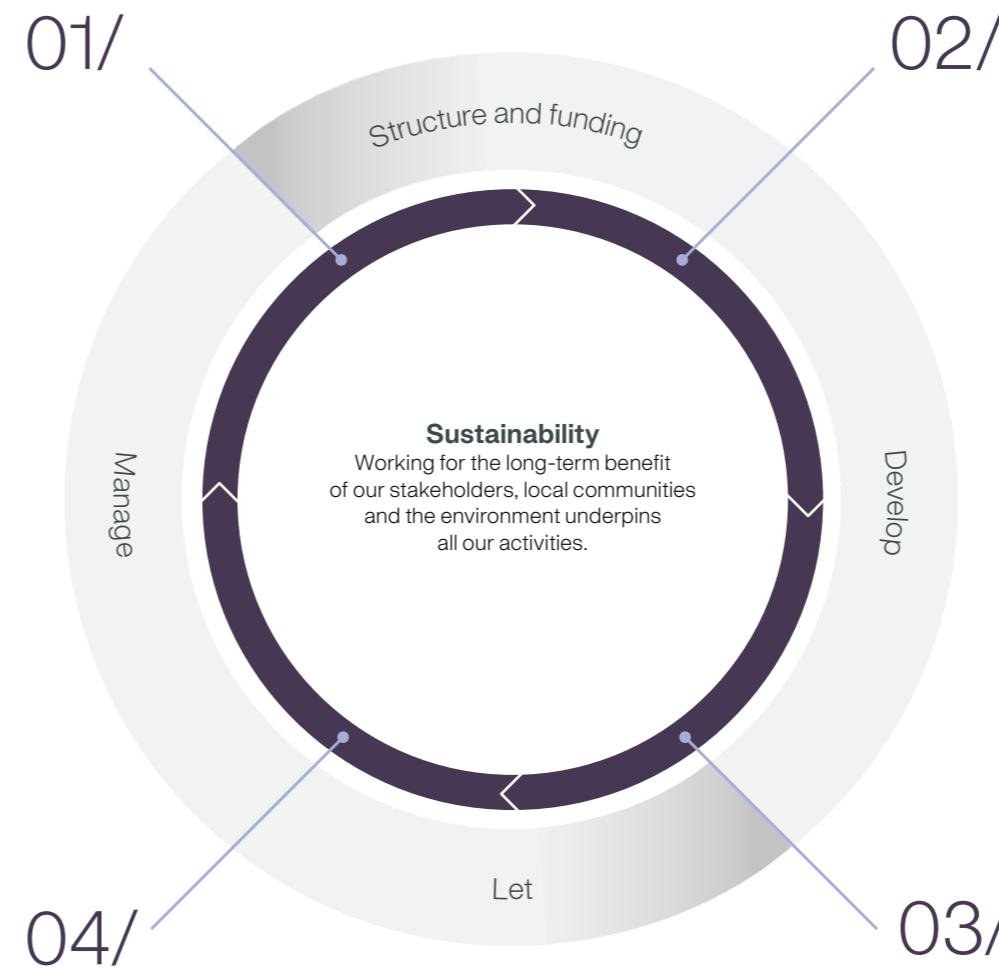 01/
02/
Structure and funding
Sustainability
Working for the long-term benefit
of our stakeholders, local communities
and the environment underpins
all our activities.
Manage
Develop
Let
04/
03/